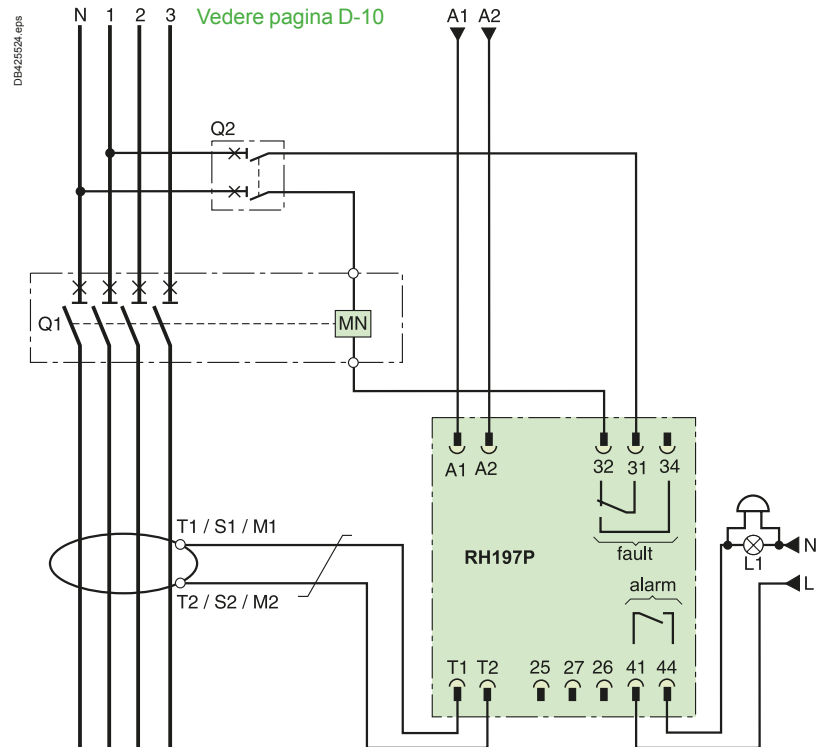 DB425524.eps
N 1 2 3 Vedere pagina D-10 A1 A2
Q2
Q1
MN
A1 A2 32 31 34
T1 / S1 / M1
RH197P
fault
L1
N
T2 / S2 / M2
alarm
L
T1 T2 25 27 26 41 44